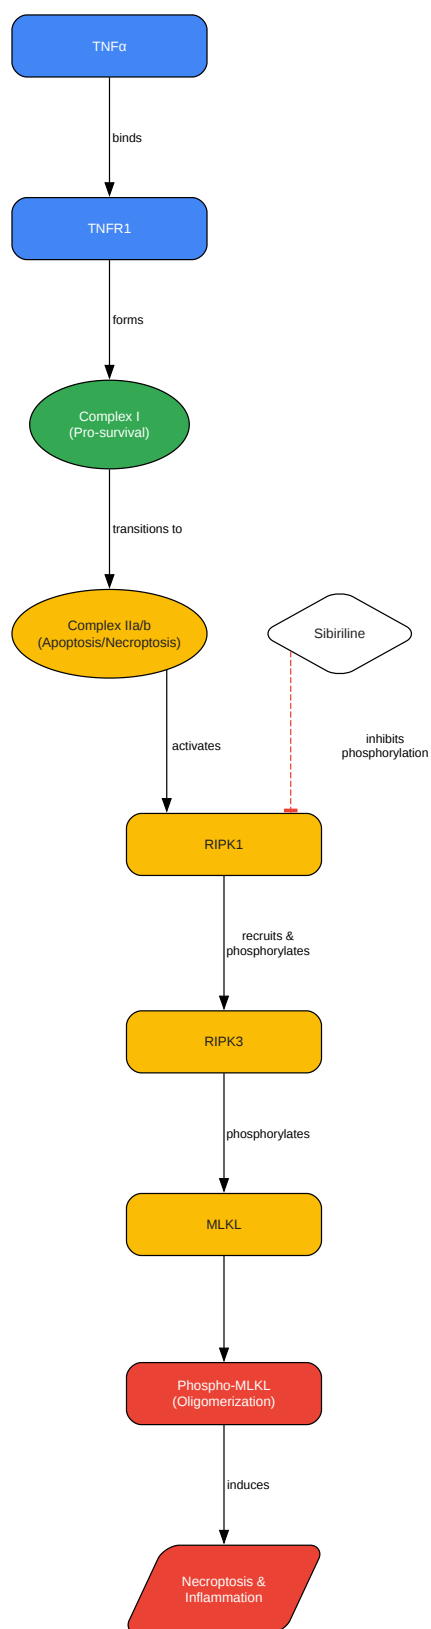 TNFα
binds
TNFR1
forms
Complex I
(Pro-survival)
transitions to
Complex IIa/b
(Apoptosis/Necroptosis)
Sibiriline
activates
inhibits
phosphorylation
RIPK1
recruits &
phosphorylates
RIPK3
phosphorylates
MLKL
Phospho-MLKL
(Oligomerization)
induces
Necroptosis &
Inflammation